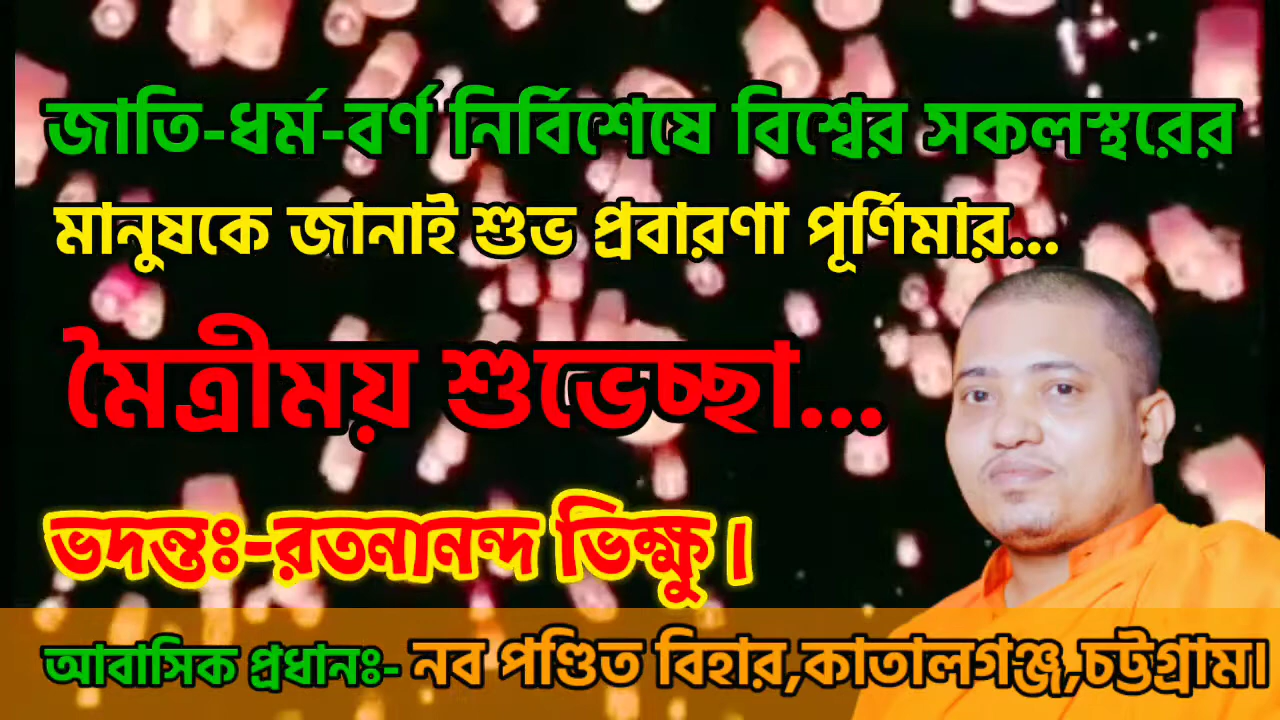 জাতি-ধর্ম-বর্ণ নির্বিশেষে বিশ্বের সকলস্থরের
মানুষকে জানাই শুভ প্রবারণা পূর্ণিমার...
মৈত্রীময় শুভেচ্ছা...
ভদন্তঃ-রতনানন্দ ভিক্ষু।
আবাসিক প্রধানঃ- নব পণ্ডিত বিহার,কাতালগঞ্জ,চট্টগ্রাম।